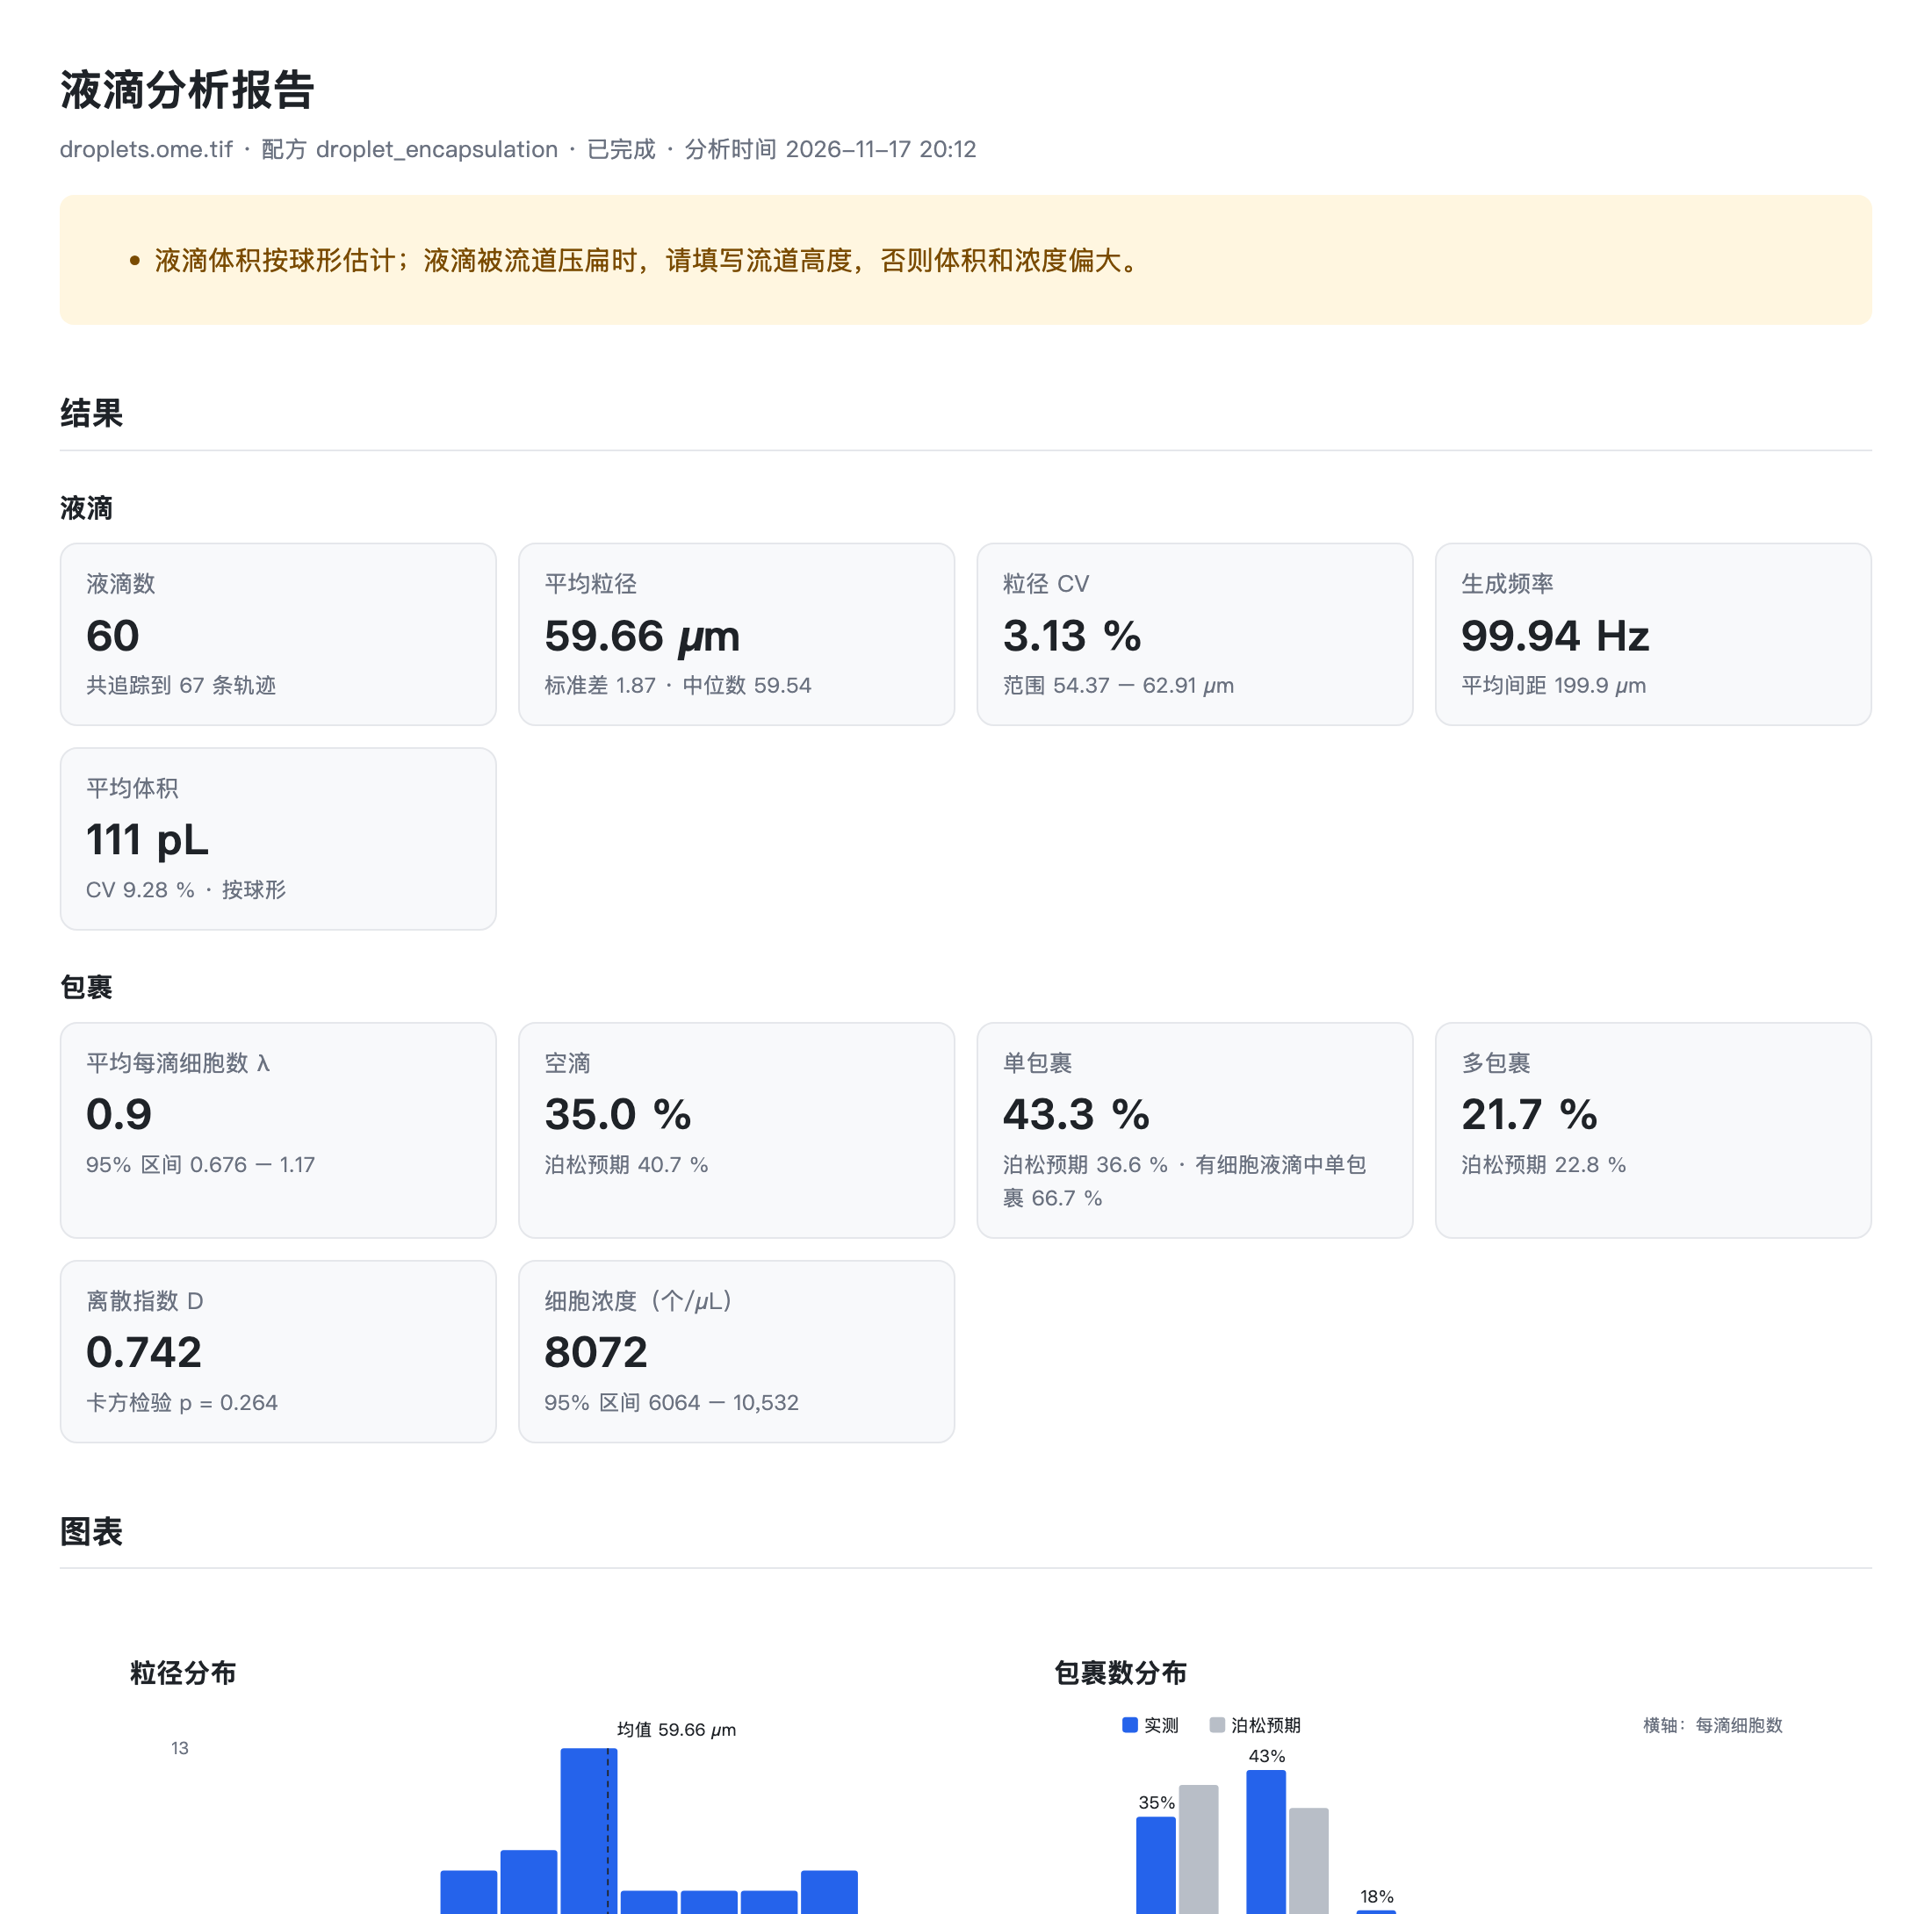 液滴分析报告
droplets.ome.tif · 配方 droplet_encapsulation · 已完成 · 分析时间 2026-11-17 20:12
• 液滴体积按球形估计；液滴被流道压扁时，请填写流道高度，否则体积和浓度偏大。
结果
液滴
液滴数
60
共追踪到 67 条轨迹
平均粒径
59.66 µm
标准差 1.87 · 中位数 59.54
粒径 CV
3.13 %
范围 54.37 — 62.91 µm
生成频率
99.94 Hz
平均间距 199.9 µm
平均体积
111 pL
CV 9.28 % · 按球形
包裹
平均每滴细胞数 λ
0.9
95% 区间 0.676 — 1.17
空滴
35.0 %
泊松预期 40.7 %
单包裹
43.3 %
泊松预期 36.6 % · 有细胞液滴中单包
裹 66.7 %
多包裹
21.7 %
泊松预期 22.8 %
离散指数 D
0.742
卡方检验 p = 0.264
细胞浓度（个/µL）
8072
95% 区间 6064 — 10,532
图表
粒径分布
均值 59.66 µm
13
包裹数分布
实测
泊松预期
横轴：每滴细胞数
43%
35%
18%